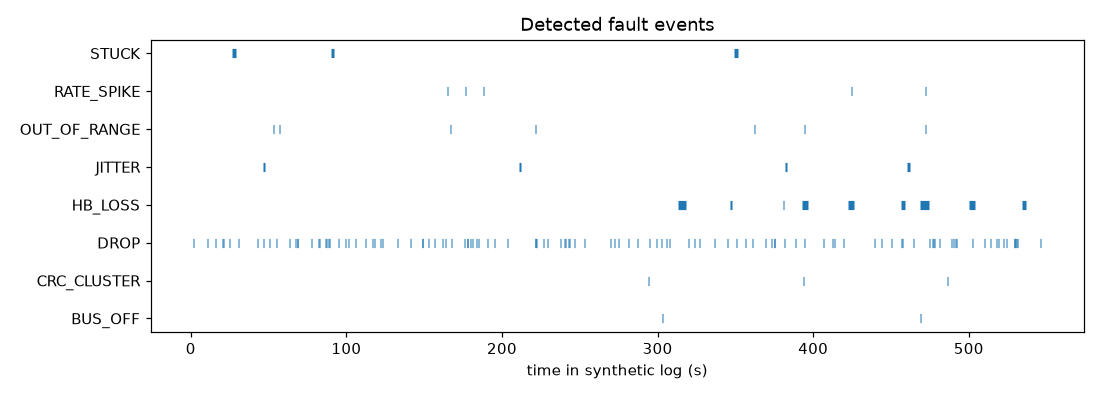 Detected fault events
STUCK
RATE_SPIKE
OUT_OF_RANGE
JITTER
HB_LOSS
DROP
CRC_CLUSTER
BUS_OFF
0 100 200 300 400 500
time in synthetic log (s)